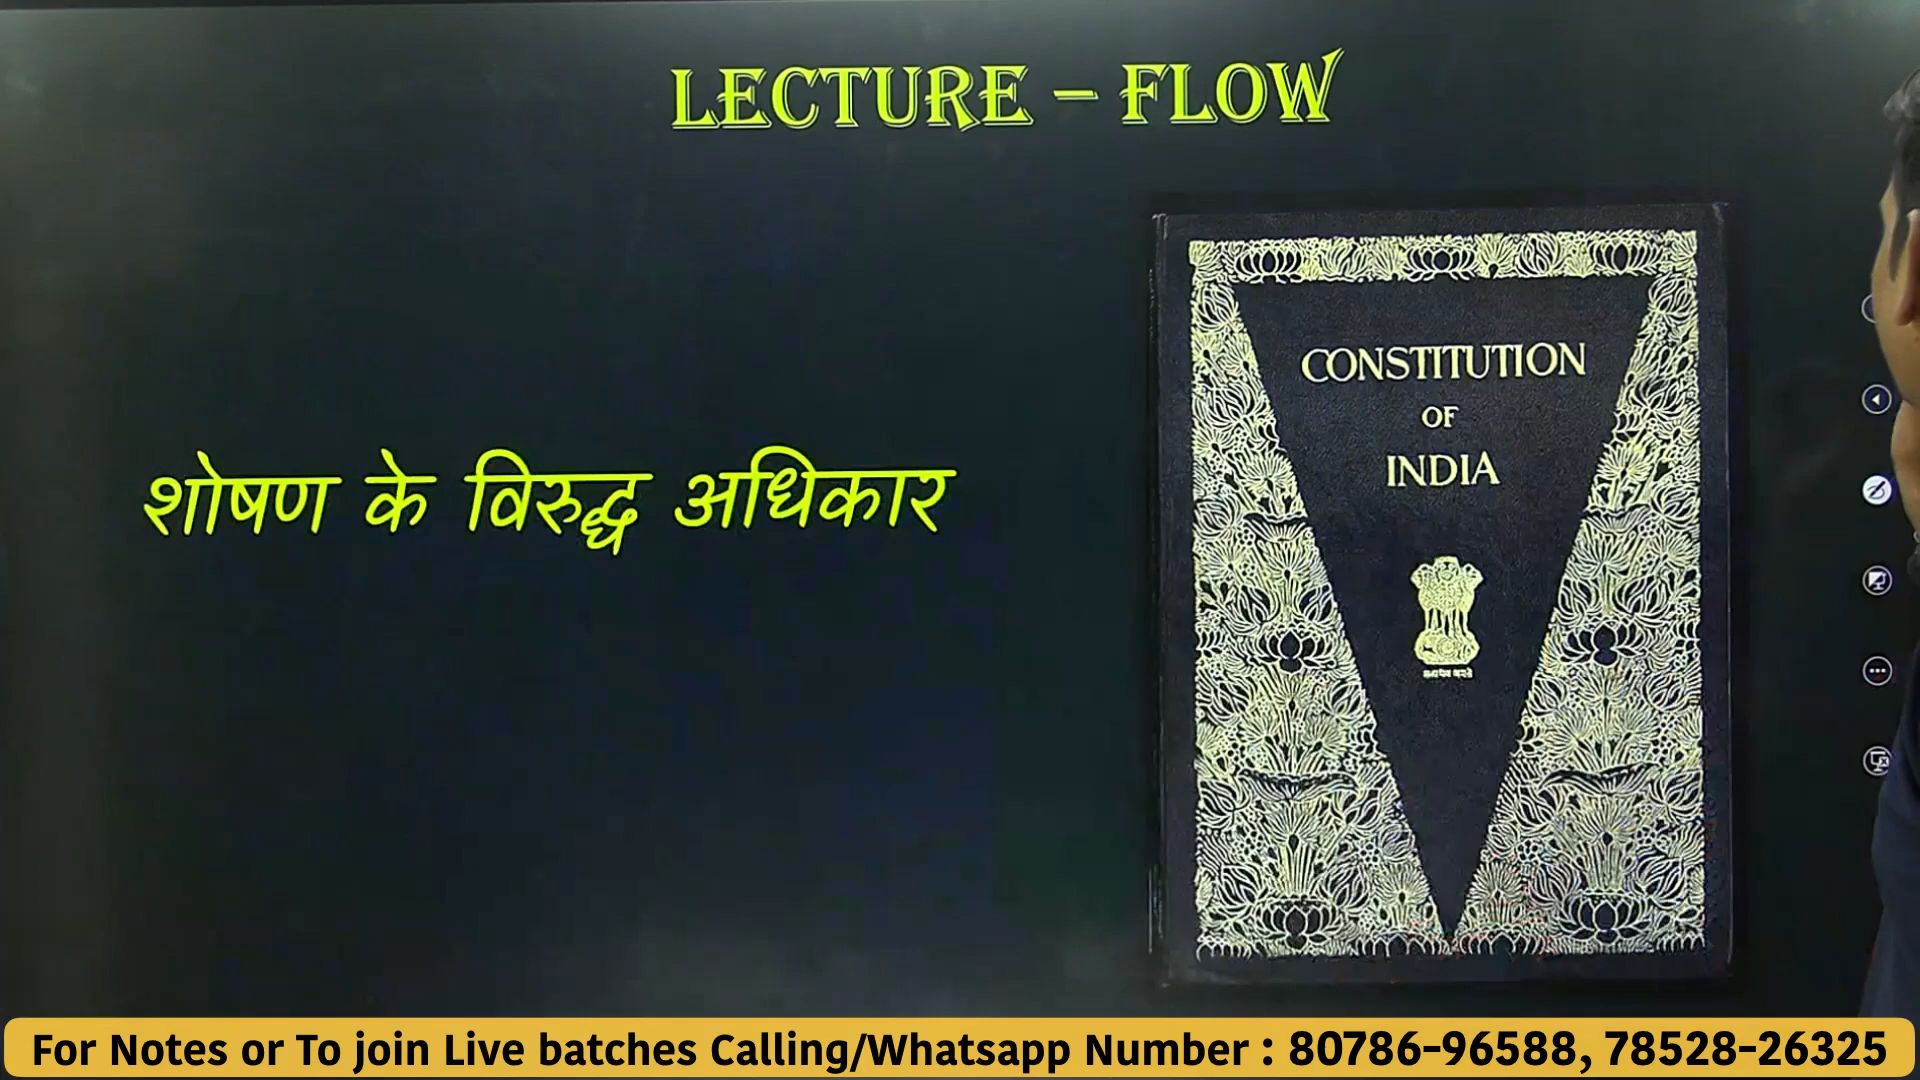 LECTURE – FLOW
CONSTITUTION
OF
INDIA
शोषण के विरुद्ध अधिकार
For Notes or To join Live batches Calling/Whatsapp Number : 80786-96588, 78528-26325